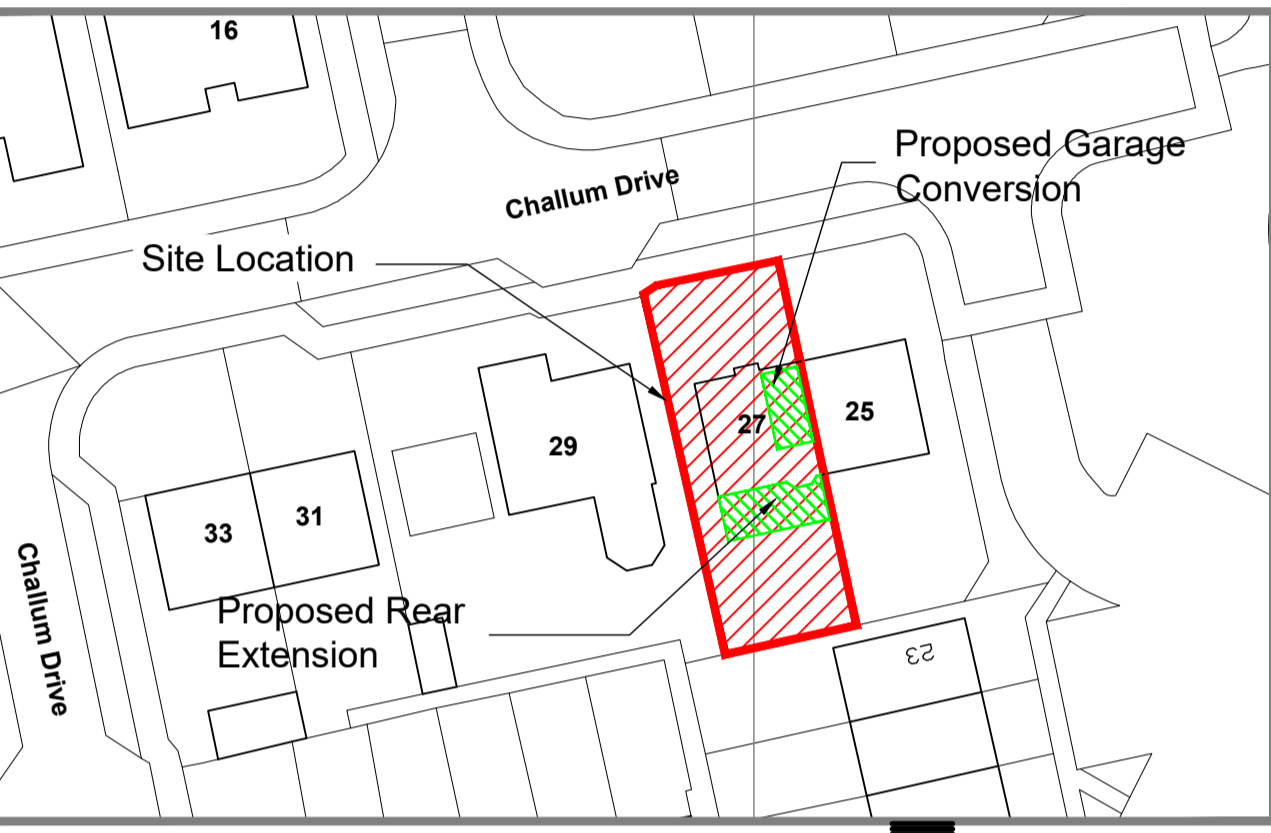 16
Proposed Garage
Conversion
Challum Drive
Site Location
27
25
29
33
31
Challum Drive
Proposed Rear
Extension
23